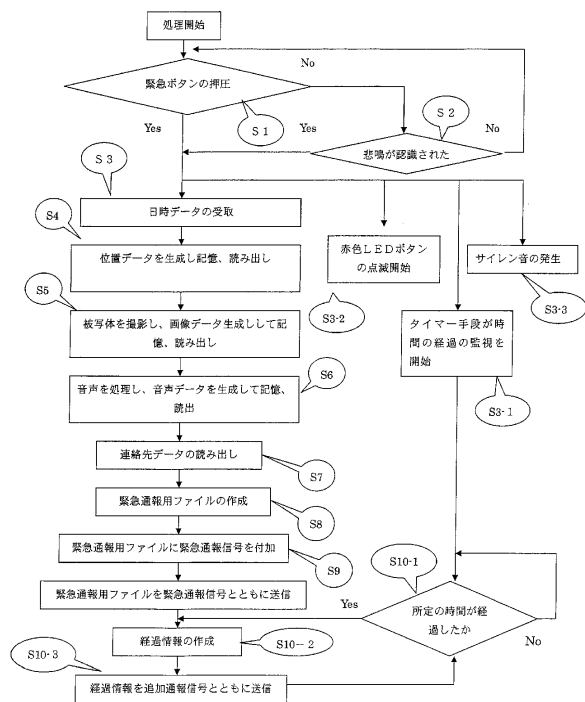 処理開始
No
緊急ボタンの押圧
S 1
S 2
Yes
Yes
No
悲鳴が認識された
S 3
日時データの受取
S4
位置データを生成し記憶、読み出し
赤色LEDボタン
の点滅開始
サイレン音の発生
S5
S3-2
S3-3
被写体を撮影し、画像データ生成しして記
憶、読み出し
タイマー手段が時
間の経過の監視を
開始
S6
音声を処理し、音声データを生成して記憶、
読出
S3-1
連絡先データの読み出し
S7
緊急通報用ファイルの作成
S8
緊急通報用ファイルに緊急通報信号を付加
S9
S10-1
緊急通報用ファイルを緊急通報信号とともに送信
Yes
所定の時間が経
過したか
No
経過情報の作成
S10-2
S10-3
経過情報を追加通報信号とともに送信